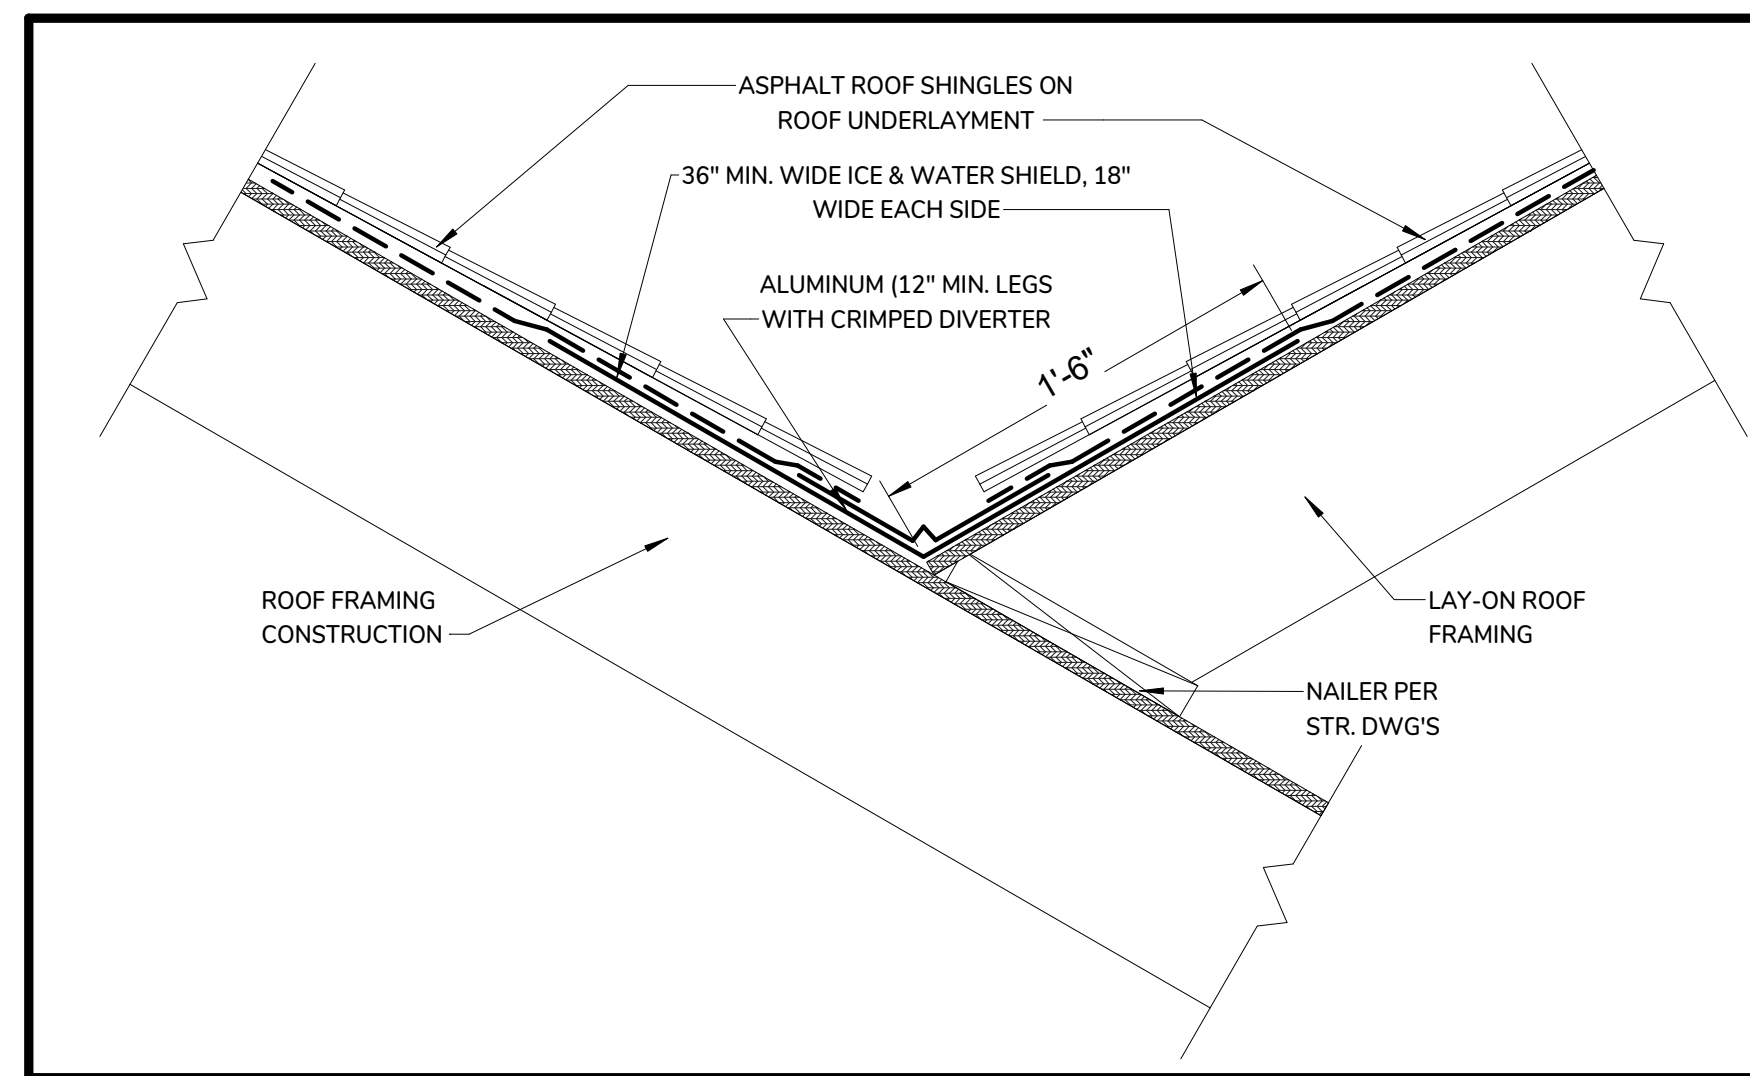 ASPHALT ROOF SHINGLES ON
ROOF UNDERLAYMENT
36" MIN. WIDE ICE & WATER SHIELD, 18"
WIDE EACH SIDE
ALUMINUM (12" MIN. LEGS
WITH CRIMPED DIVERTER
1'-6"
ROOF FRAMING
CONSTRUCTION
LAY-ON ROOF
FRAMING
NAILER PER
STR. DWG'S